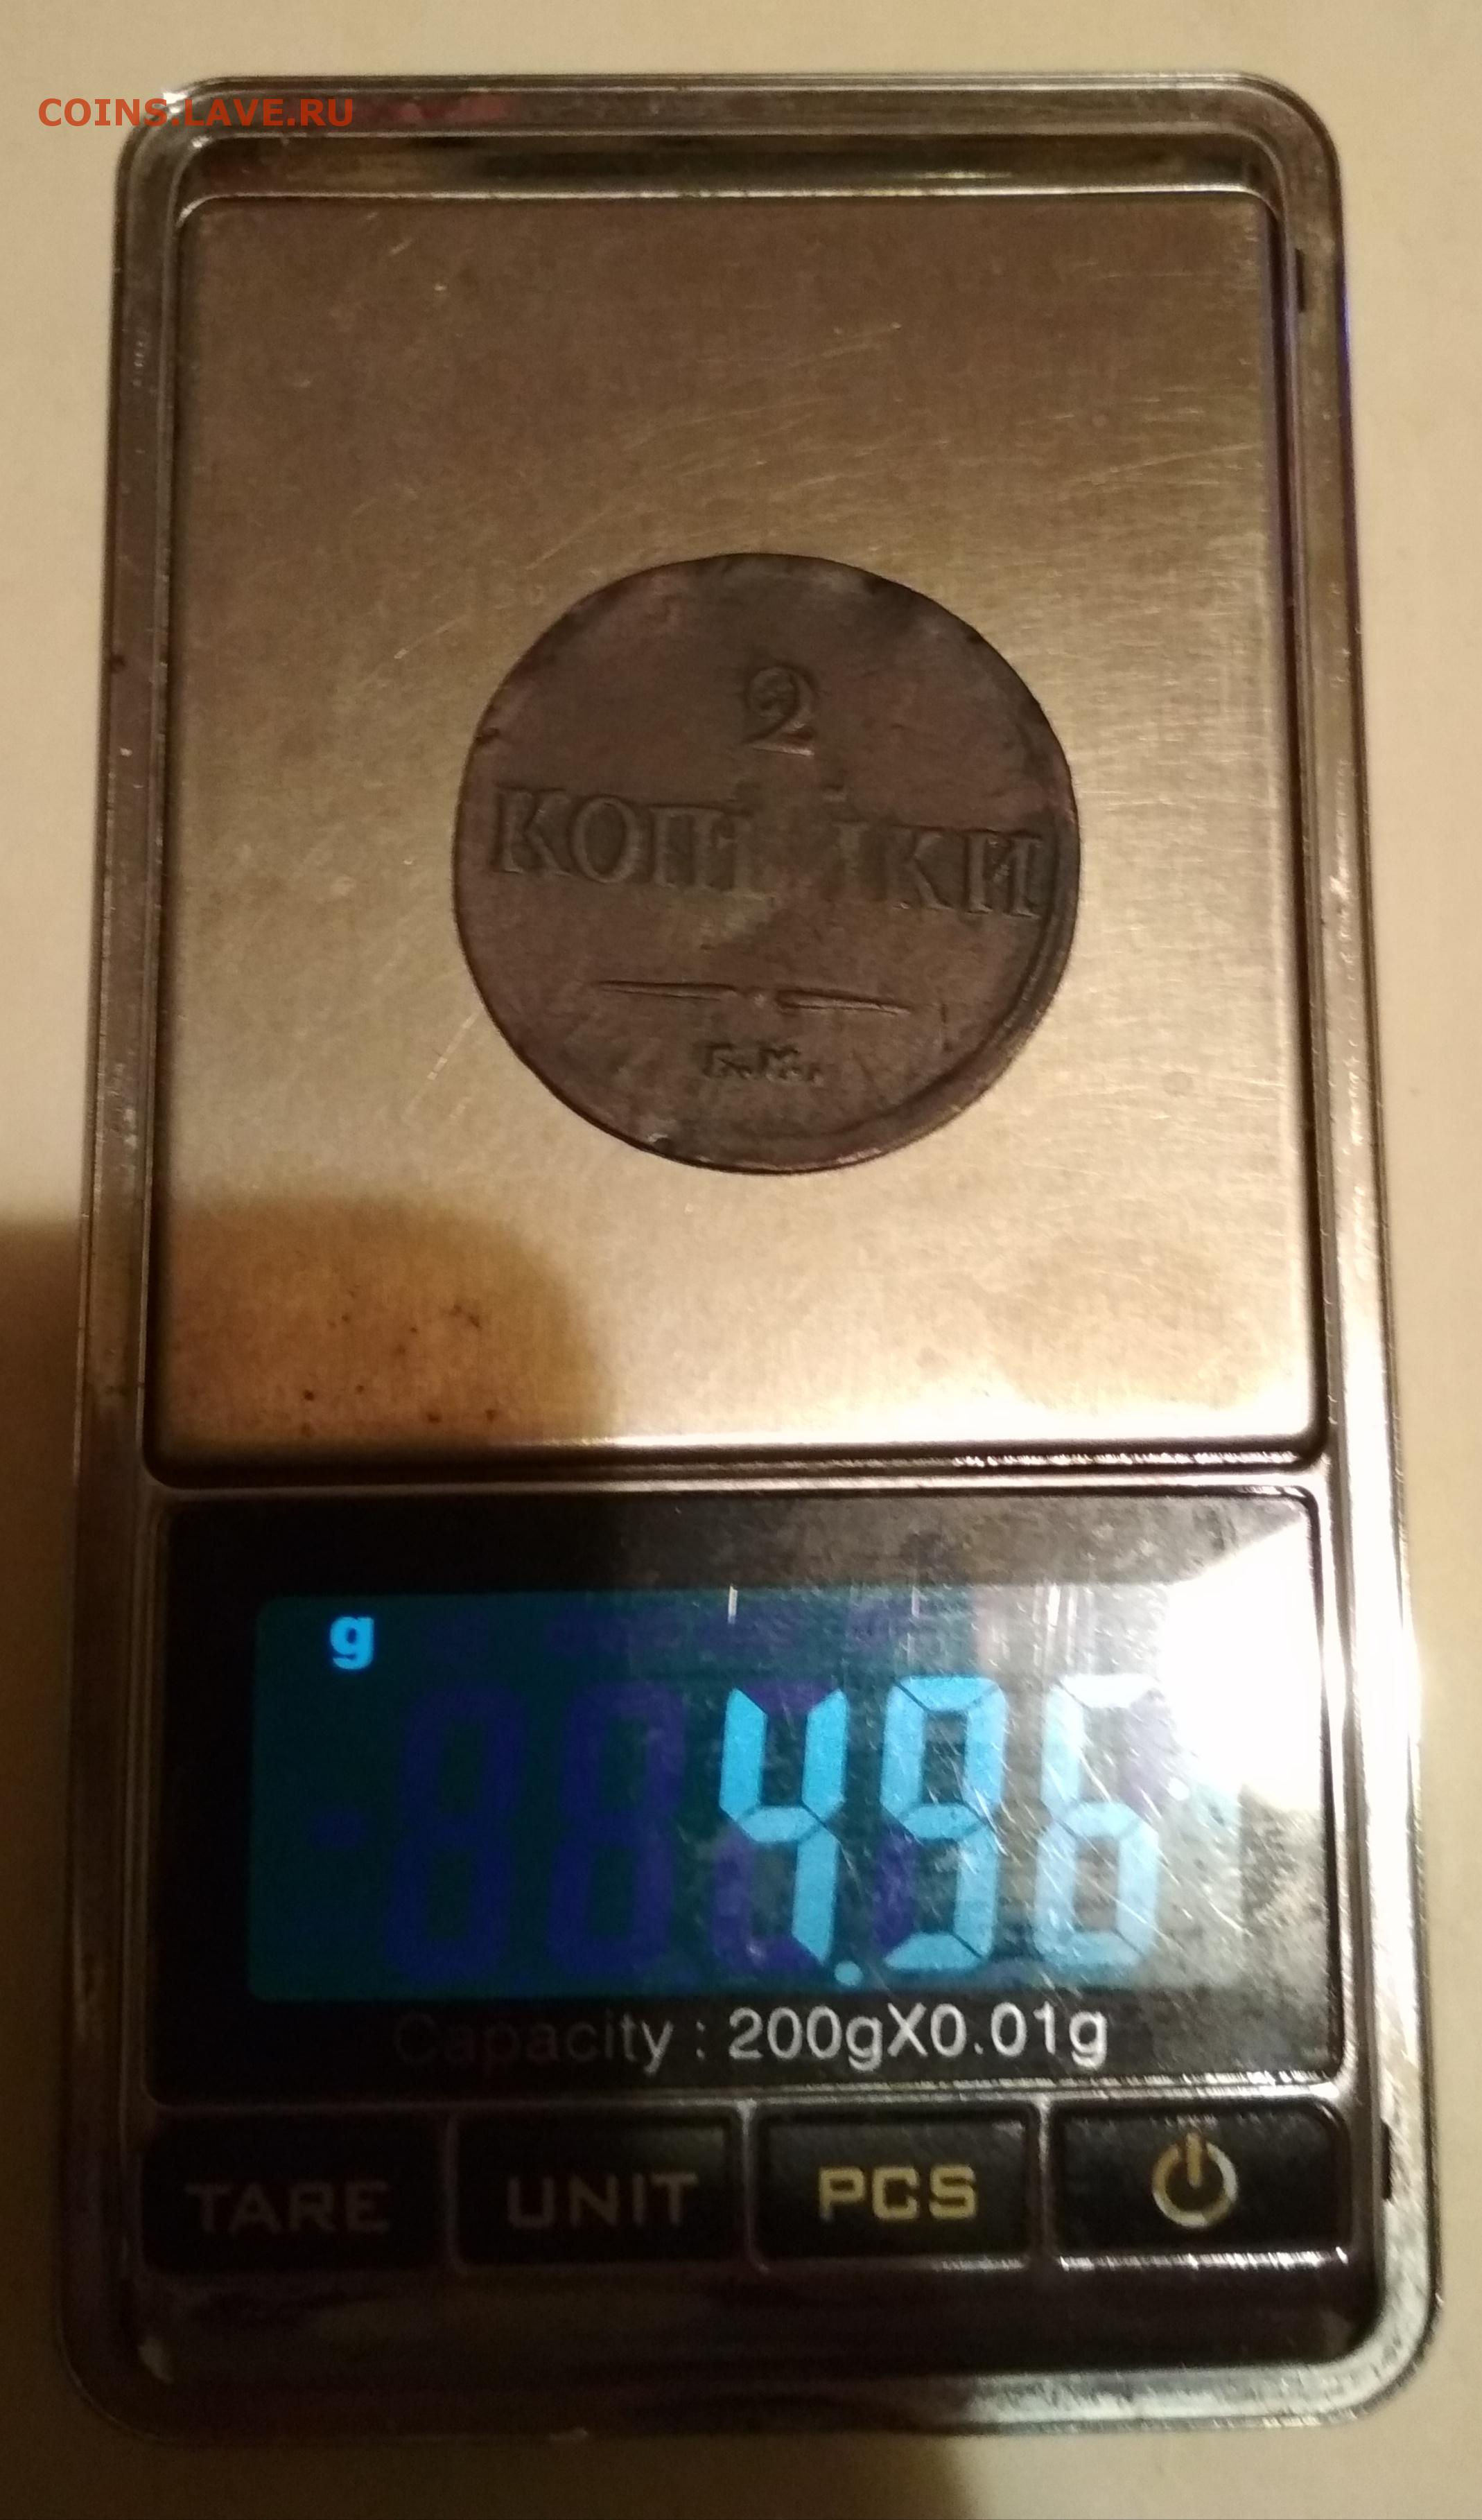 COINS.LAVE.RU
2
КОПѢЙКИ
Е.М.
g
4.96
Capacity : 200gX0.01g
TARE UNIT PCS